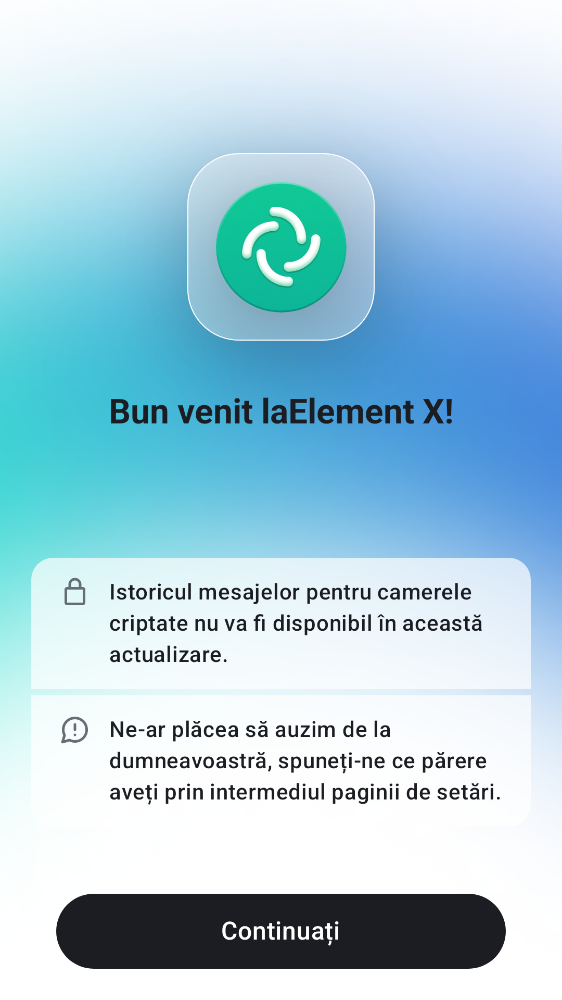 Bun venit laElement X!
Istoricul mesajelor pentru camerele
criptate nu va fi disponibil în această
actualizare.
Ne-ar plăcea să auzim de la
dumneavoastră, spuneți-ne ce părere
aveți prin intermediul paginii de setări.
Continuați